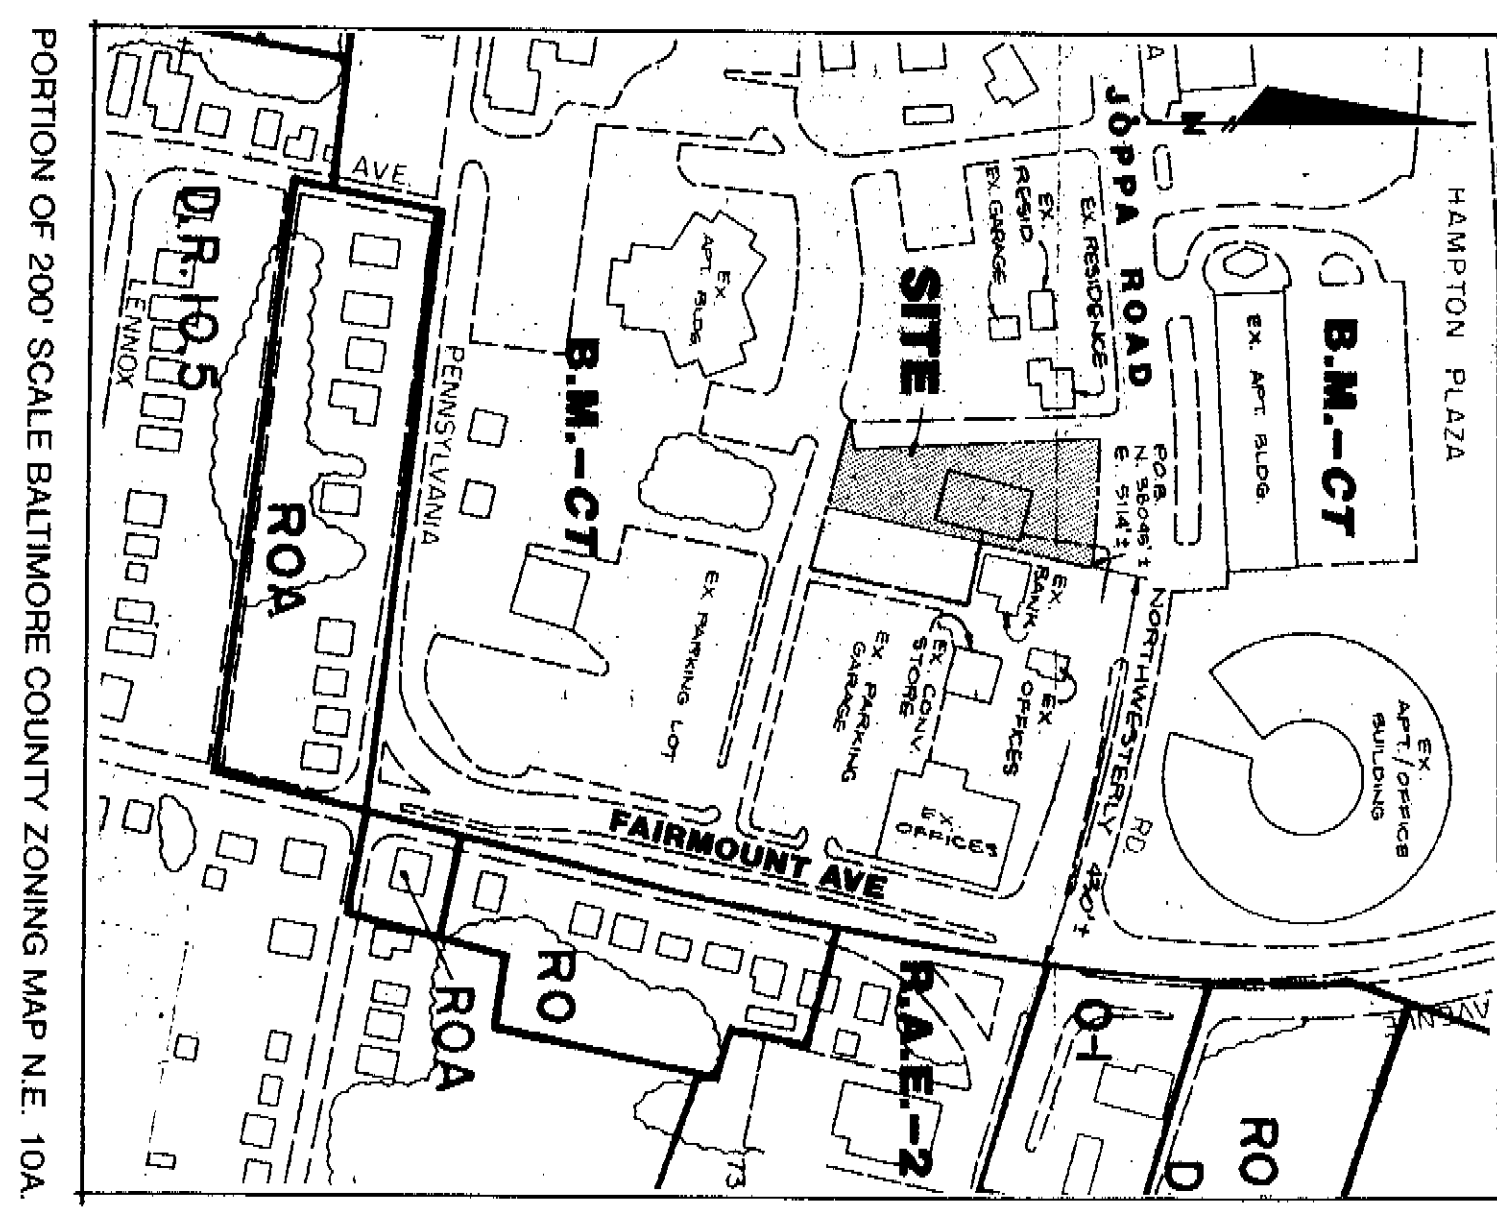 PORTION OF 200' SCALE BALTIMORE COUNTY ZONING MAP N.E. 10A.
HAMPTON PLAZA
B.M.-CT
EX. APT. BLDG.
EX.
APT./OFFICE
BUILDING
N
JOPPA ROAD
P.O.B.
N. 38045' ±
E. 5114' ±
NORTHWESTERLY 430' ±
RD.
EX. RESIDENCE
EX.
RESID.
EX. GARAGE
SITE
EX.
BANK
EX.
OFFICES
EX. CONV.
STORE
EX. PARKING
GARAGE
EX.
OFFICES
EX.
APT. BLDG
B.M.-CT
EX PARKING LOT
FAIRMOUNT AVE
AVENUE
AVE.
PENNSYLVANIA
ROA
D.R. 10.5
LENNOX
RO
ROA
R.A.E.-2
O-1
RO
D
73